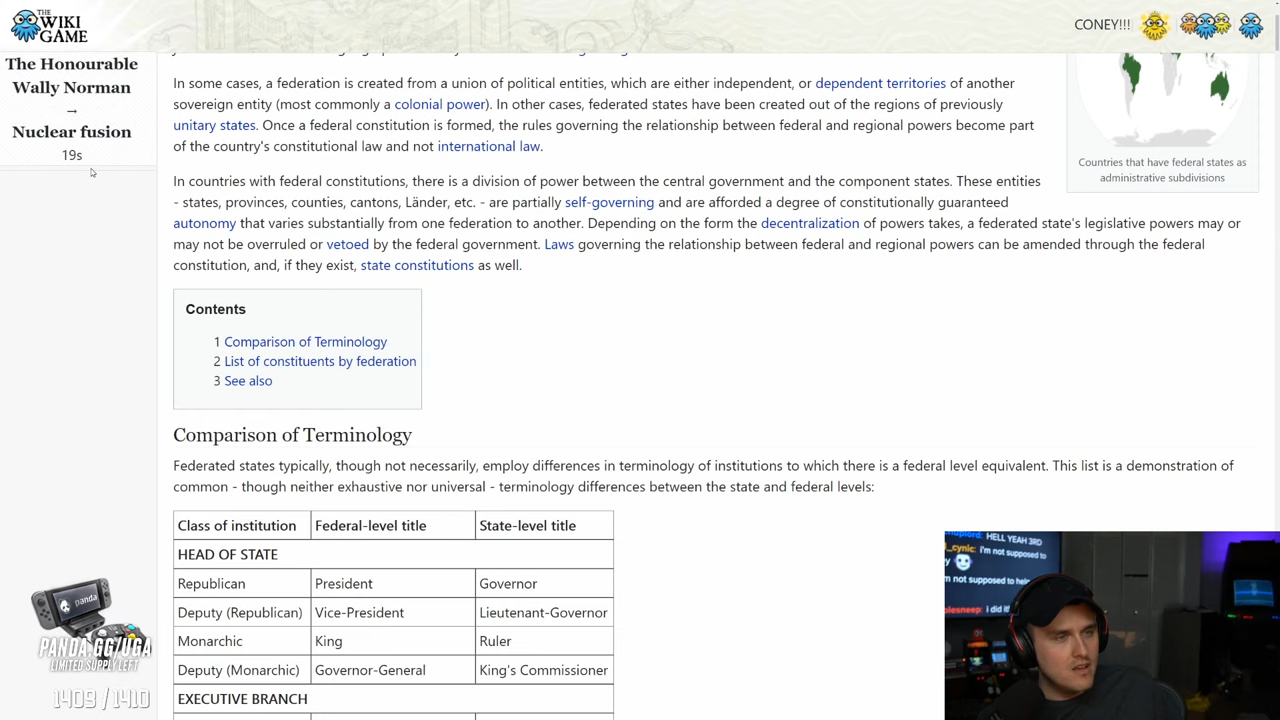 THE
WIKI
GAME
CONEY!!!
The Honourable
Wally Norman
→
Nuclear fusion
19s
In some cases, a federation is created from a union of political entities, which are either independent, or dependent territories of another
sovereign entity (most commonly a colonial power). In other cases, federated states have been created out of the regions of previously
unitary states. Once a federal constitution is formed, the rules governing the relationship between federal and regional powers become part
of the country's constitutional law and not international law.
Countries that have federal states as
administrative subdivisions
In countries with federal constitutions, there is a division of power between the central government and the component states. These entities
- states, provinces, counties, cantons, Länder, etc. - are partially self-governing and are afforded a degree of constitutionally guaranteed
autonomy that varies substantially from one federation to another. Depending on the form the decentralization of powers takes, a federated state's legislative powers may or
may not be overruled or vetoed by the federal government. Laws governing the relationship between federal and regional powers can be amended through the federal
constitution, and, if they exist, state constitutions as well.
Contents
1 Comparison of Terminology
2 List of constituents by federation
3 See also
Comparison of Terminology
Federated states typically, though not necessarily, employ differences in terminology of institutions to which there is a federal level equivalent. This list is a demonstration of
common - though neither exhaustive nor universal - terminology differences between the state and federal levels:
Class of institution Federal-level title State-level title
HEAD OF STATE
Republican President Governor
Deputy (Republican) Vice-President Lieutenant-Governor
Monarchic King Ruler
Deputy (Monarchic) Governor-General King's Commissioner
EXECUTIVE BRANCH
panda
PANDA.GG/UGA
LIMITED SUPPLY LEFT
1409 / 1410
HELL YEAH 3RD
_cynic: i'm not supposed to
not supposed to
i did